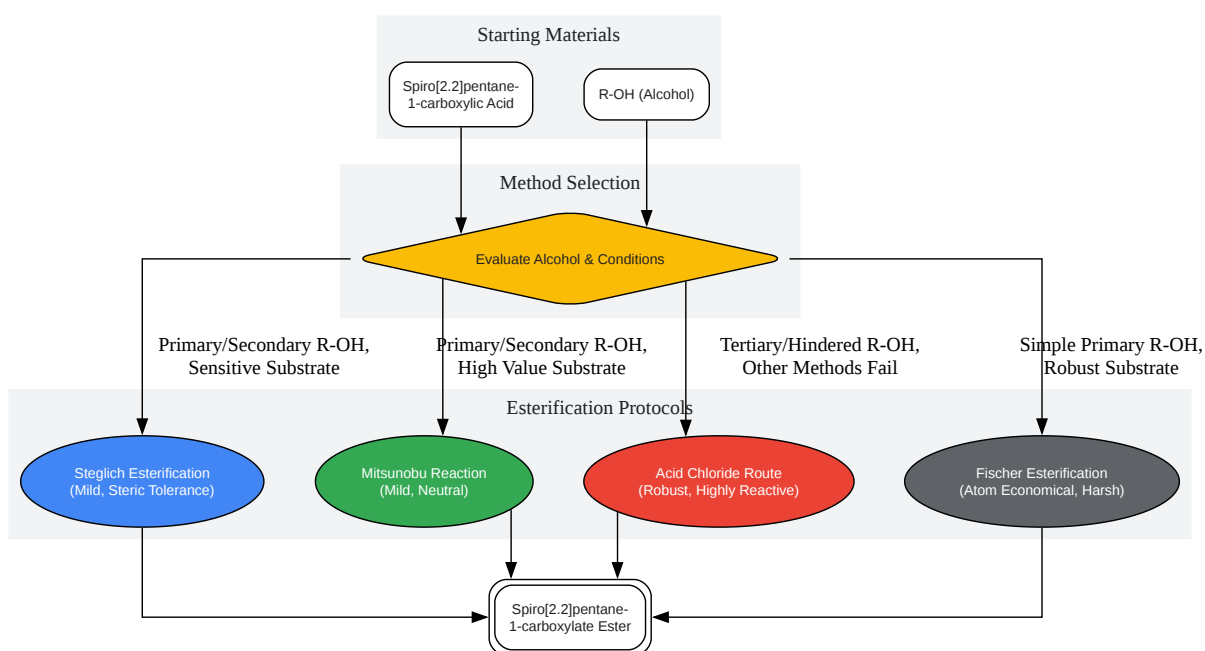 Starting Materials
Spiro[2.2]pentane-
1-carboxylic Acid
R-OH (Alcohol)
Method Selection
Evaluate Alcohol & Conditions
Primary/Secondary R-OH,
Sensitive Substrate
Primary/Secondary R-OH,
High Value Substrate
Tertiary/Hindered R-OH,
Other Methods Fail
Simple Primary R-OH,
Robust Substrate
Esterification Protocols
Steglich Esterification
(Mild, Steric Tolerance)
Mitsunobu Reaction
(Mild, Neutral)
Acid Chloride Route
(Robust, Highly Reactive)
Fischer Esterification
(Atom Economical, Harsh)
Spiro[2.2]pentane-
1-carboxylate Ester